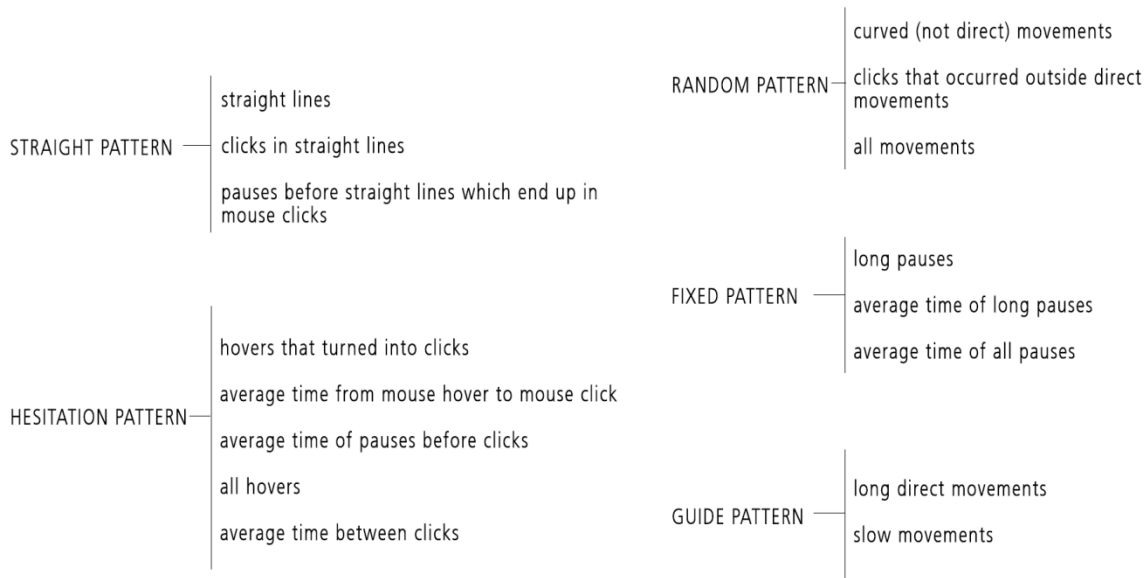 STRAIGHT PATTERN
straight lines
clicks in straight lines
pauses before straight lines which end up in
mouse clicks
HESITATION PATTERN
hovers that turned into clicks
average time from mouse hover to mouse click
average time of pauses before clicks
all hovers
average time between clicks
RANDOM PATTERN
curved (not direct) movements
clicks that occurred outside direct
movements
all movements
FIXED PATTERN
long pauses
average time of long pauses
average time of all pauses
GUIDE PATTERN
long direct movements
slow movements